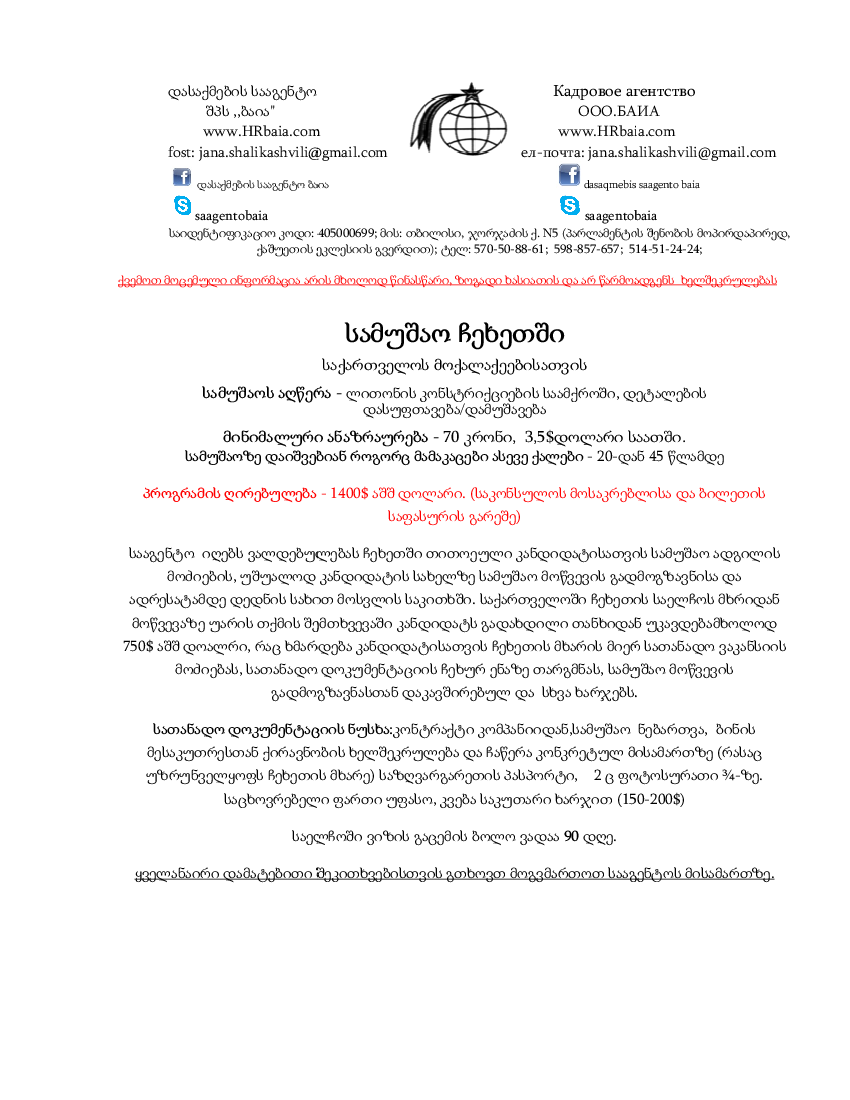 დასაქმების სააგენტო
შპს ,,ბაია"
www.HRbaia.com
fost: jana.shalikashvili@gmail.com
დასაქმების სააგენტო ბაია
saagentobaia
Кадровое агентство
ООО.БАИА
www.HRbaia.com
ел-почта: jana.shalikashvili@gmail.com
dasaqmebis saagento baia
saagentobaia
საიდენტიფიკაციო კოდი: 405000699; მის: თბილისი, ჯორჯაძის ქ. N5 (პარლამენტის შენობის მოპირდაპირედ,
ქაშუეთის ეკლესიის გვერდით); ტელ: 570-50-88-61; 598-857-657; 514-51-24-24;
ქვემოთ მოცემული ინფორმაცია არის მხოლოდ წინასწარი, ზოგადი ხასიათის და არ წარმოადგენს ხელშეკრულებას
სამუშაო ჩეხეთში
საქართველოს მოქალაქეებისათვის
სამუშაოს აღწერა - ლითონის კონსტრიქციების საამქროში, დეტალების
დასუფთავება/დამუშავება
მინიმალური ანაზრაურება - 70 კრონი, 3,5$დოლარი საათში.
სამუშაოზე დაიშვებიან როგორც მამაკაცები ასევე ქალები - 20-დან 45 წლამდე
პროგრამის ღირებულება - 1400$ აშშ დოლარი. (საკონსულოს მოსაკრებლისა და ბილეთის
საფასურის გარეშე)
სააგენტო იღებს ვალდებულებას ჩეხეთში თითოეული კანდიდატისათვის სამუშაო ადგილის
მოძიების, უშუალოდ კანდიდატის სახელზე სამუშაო მოწვევის გადმოგზავნისა და
ადრესატამდე დედნის სახით მოსვლის საკითხში. საქართველოში ჩეხეთის საელჩოს მხრიდან
მოწვევაზე უარის თქმის შემთხვევაში კანდიდატს გადახდილი თანხიდან უკავდებამხოლოდ
750$ აშშ დოალრი, რაც ხმარდება კანდიდატისათვის ჩეხეთის მხარის მიერ სათანადო ვაკანსიის
მოძიებას, სათანადო დოკუმენტაციის ჩეხურ ენაზე თარგმნას, სამუშაო მოწვევის
გადმოგზავნასთან დაკავშირებულ და სხვა ხარჯებს.
სათანადო დოკუმენტაციის ნუსხა:კონტრაქტი კომპანიიდან,სამუშაო ნებართვა, ბინის
მესაკუთრესთან ქირავნობის ხელშეკრულება და ჩაწერა კონკრეტულ მისამართზე (რასაც
უზრუნველყოფს ჩეხეთის მხარე) საზღვარგარეთის პასპორტი, 2 ც ფოტოსურათი ¾-ზე.
საცხოვრებელი ფართი უფასო, კვება საკუთარი ხარჯით (150-200$)
საელჩოში ვიზის გაცემის ბოლო ვადაა 90 დღე.
ყველანაირი დამატებითი შეკითხვებისთვის გთხოვთ მოგვმართოთ სააგენტოს მისამართზე.